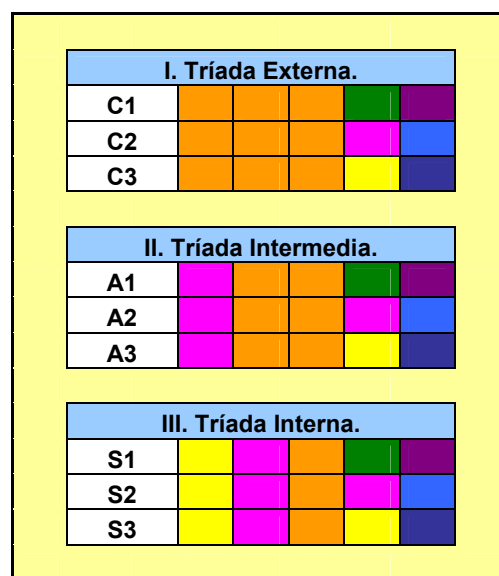 I. Tríada Externa.
C1
C2
C3
II. Tríada Intermedia.
A1
A2
A3
III. Tríada Interna.
S1
S2
S3